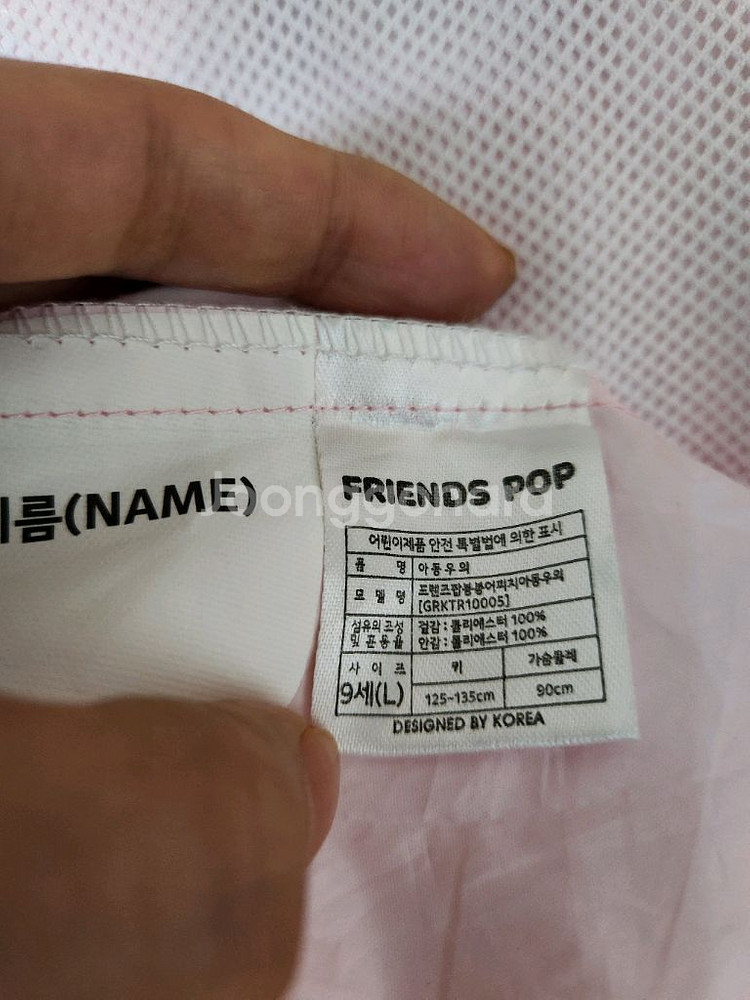 름(NAME)
Joonggonara
FRIENDS POP
어린이제품 안전 특별법에 의한 표시
품 명 아동우의
모 델 명 프렌즈팝붕붕어피치아동우의
[GRKTR10005]
섬유의 조성 겉감 : 폴리에스터 100%
및 혼용율 안감 : 폴리에스터 100%
사 이 즈 키 가슴둘레
9세(L) 125-135cm 90cm
DESIGNED BY KOREA